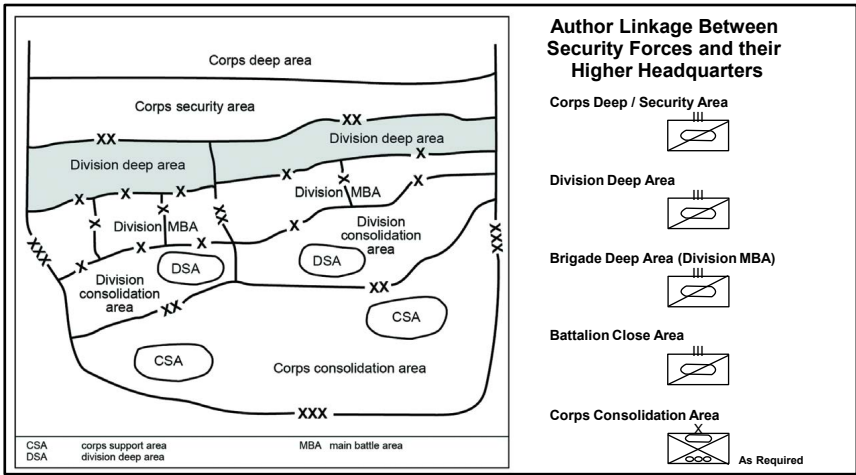 Corps deep area
Corps security area
XX
XX
Division deep area
Division deep area
X
X
X
X
X
X
X
Division MBA
X
X
X
XX
X
Division MBA
X
X
Division consolidation area
XXX
XXX
DSA
DSA
X
Division consolidation area
XX
XX
CSA
CSA
Corps consolidation area
XXX
CSA corps support area
DSA division deep area
MBA main battle area
Author Linkage Between
Security Forces and their
Higher Headquarters
Corps Deep / Security Area
III
Division Deep Area
III
Brigade Deep Area (Division MBA)
III
Battalion Close Area
III
Corps Consolidation Area
X
As Required